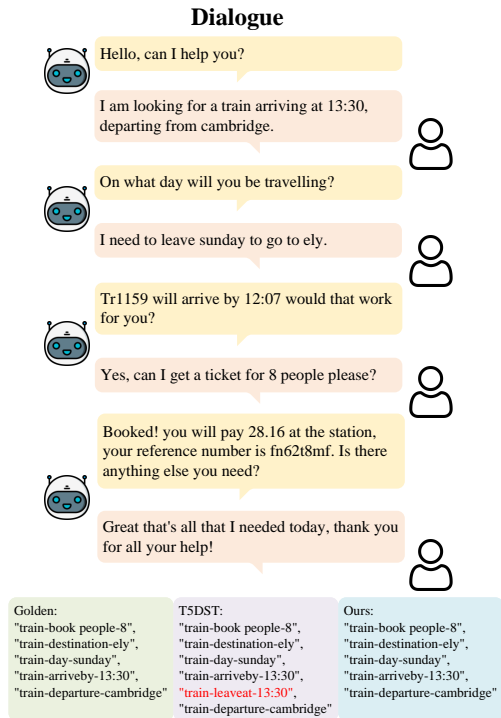 Dialogue
Hello, can I help you?
I am looking for a train arriving at 13:30,
departing from cambridge.
On what day will you be travelling?
I need to leave sunday to go to ely.
Tr1159 will arrive by 12:07 would that work
for you?
Yes, can I get a ticket for 8 people please?
Booked! you will pay 28.16 at the station,
your reference number is fn62t8mf. Is there
anything else you need?
Great that's all that I needed today, thank you
for all your help!
Golden:
"train-book people-8",
"train-destination-ely",
"train-day-sunday",
"train-arriveby-13:30",
"train-departure-cambridge"
T5DST:
"train-book people-8",
"train-destination-ely",
"train-day-sunday",
"train-arriveby-13:30",
"train-leaveat-13:30",
"train-departure-cambridge"
Ours:
"train-book people-8",
"train-destination-ely",
"train-day-sunday",
"train-arriveby-13:30",
"train-departure-cambridge"